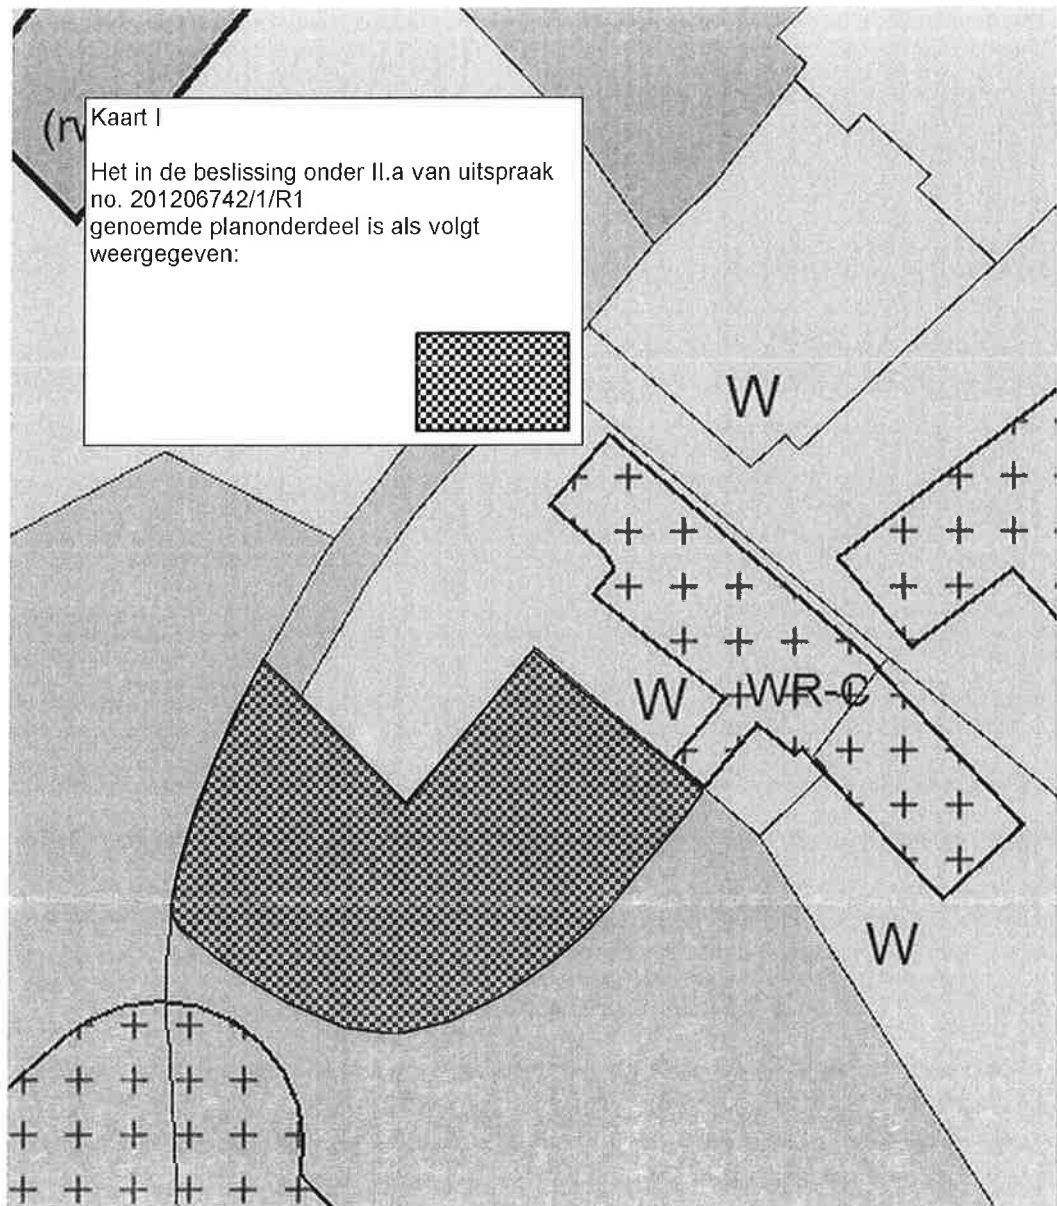 Kaart I
Het in de beslissing onder II.a van uitspraak
no. 201206742/1/R1
genoemde planonderdeel is als volgt
weergegeven:
W
W
WR-C
W